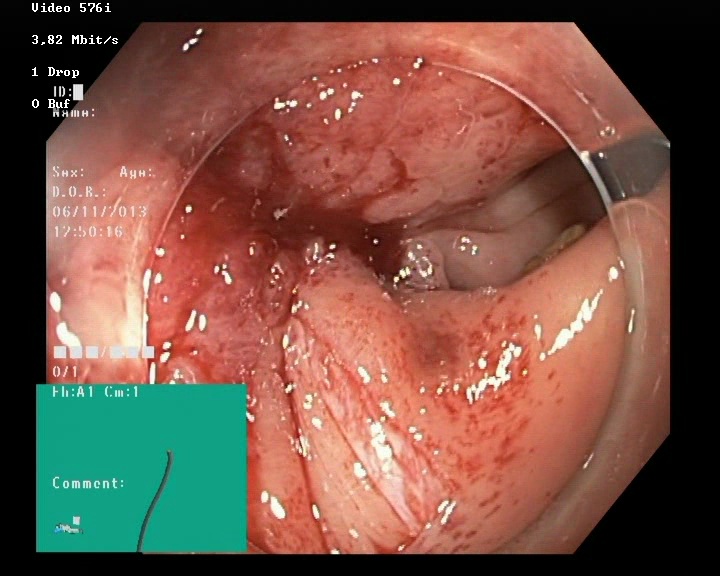 Video 576i
3,82 Mbit/s
1 Drop
ID:
0 Buf
Name:
Sex: Age:
D.O.B.:
06/11/2013
12:50:16
0/1
Eh:A1 Cm:1
Comment: